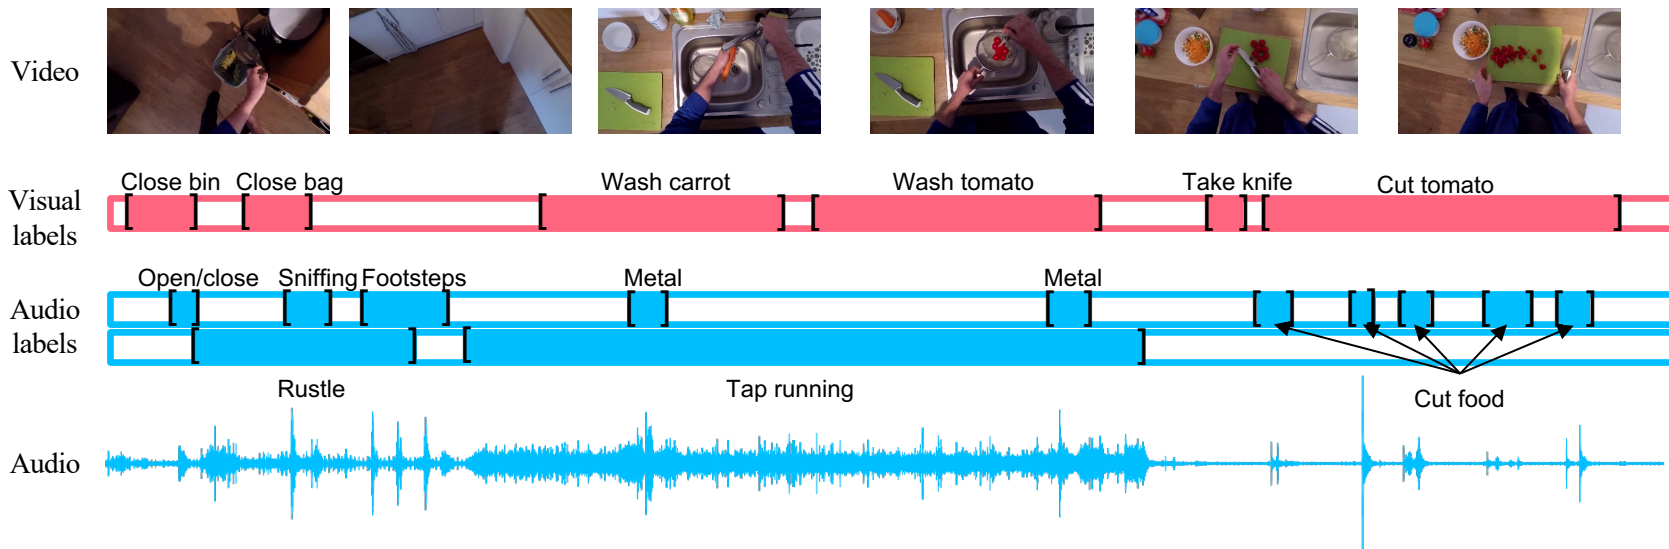 Video
Visual
labels
Close bin
Close bag
Wash carrot
Wash tomato
Take knife
Cut tomato
Audio
labels
Open/close
Sniffing
Footsteps
Metal
Metal
Rustle
Tap running
Cut food
Audio